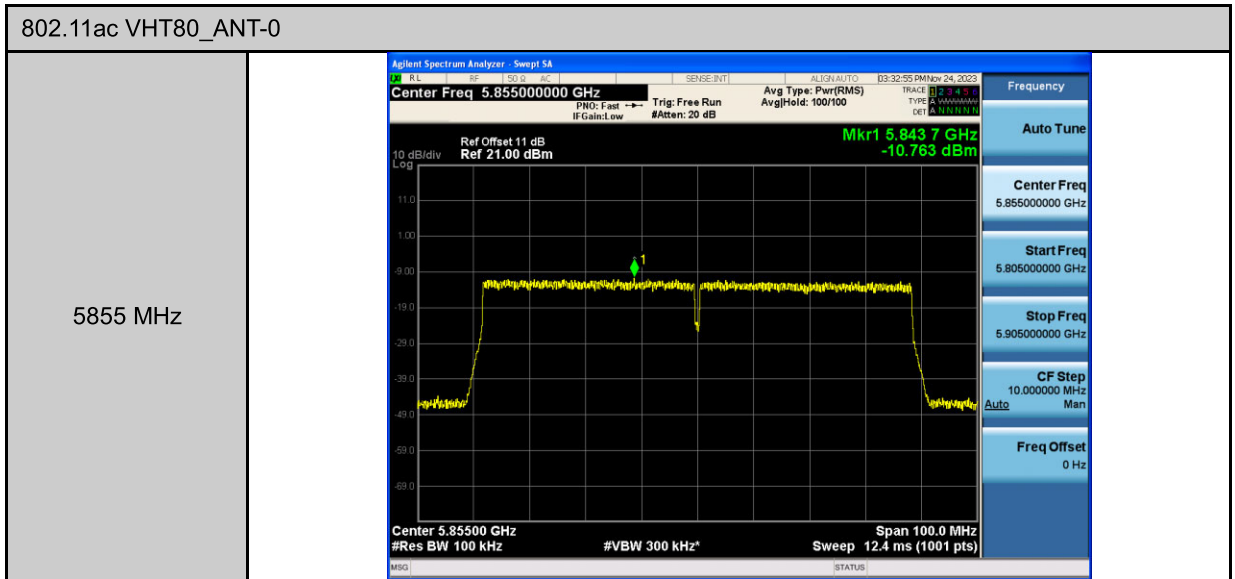 802.11ac VHT80_ANT-0
5855 MHz
Agilent Spectrum Analyzer - Swept SA
LXI RL RF 50 Ω AC SENSE:INT ALIGNAUTO 03:32:55 PM Nov 24, 2023
Center Freq 5.855000000 GHz
PNO: Fast
IFGain:Low
Trig: Free Run
#Atten: 20 dB
Avg Type: Pwr(RMS)
Avg|Hold: 100/100
TRACE 1 2 3 4 5 6
TYPE A WWWWW
DET A N N N N N
Mkr1 5.843 7 GHz
-10.763 dBm
Ref Offset 11 dB
10 dB/div Ref 21.00 dBm
Log
11.0
1.00
-9.00
-19.0
-29.0
-39.0
-49.0
-59.0
-69.0
1
Center 5.85500 GHz Span 100.0 MHz
#Res BW 100 kHz #VBW 300 kHz* Sweep 12.4 ms (1001 pts)
MSG STATUS
Frequency
Auto Tune
Center Freq
5.855000000 GHz
Start Freq
5.805000000 GHz
Stop Freq
5.905000000 GHz
CF Step
10.000000 MHz
Auto Man
Freq Offset
0 Hz